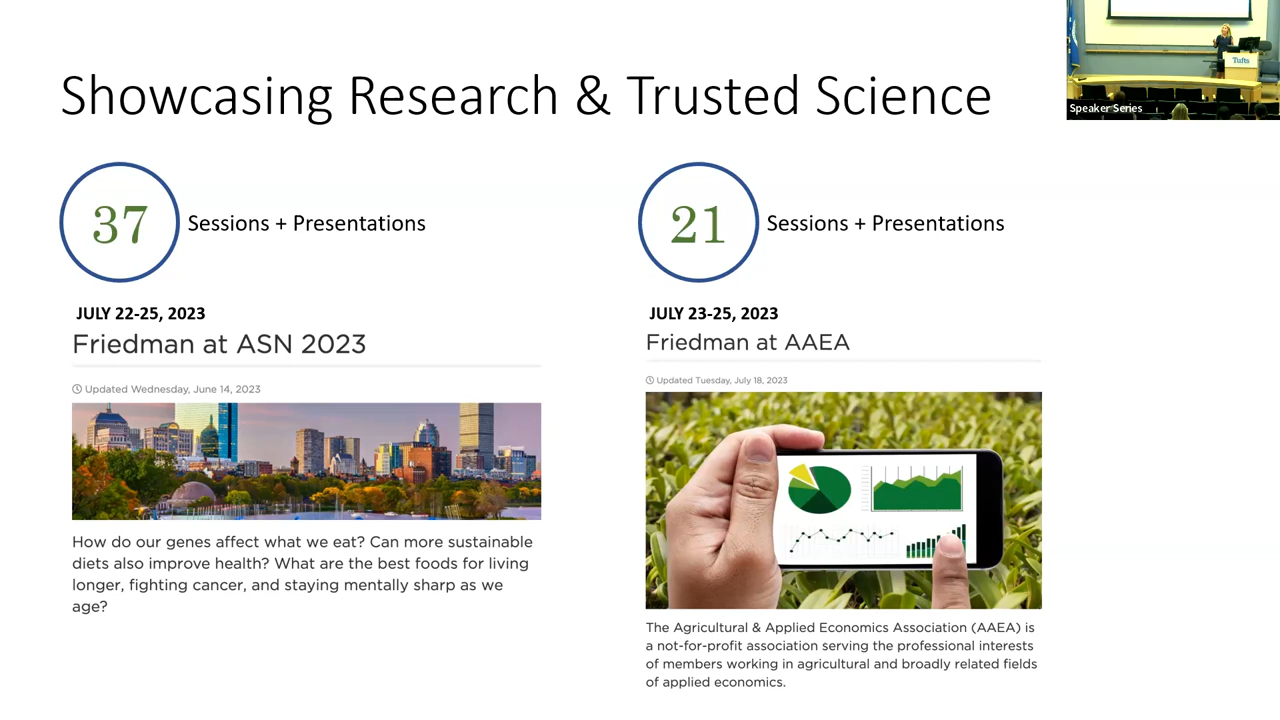 Showcasing Research & Trusted Science
Tufts
Speaker Series
37
Sessions + Presentations
JULY 22-25, 2023
Friedman at ASN 2023
Updated Wednesday, June 14, 2023
How do our genes affect what we eat? Can more sustainable
diets also improve health? What are the best foods for living
longer, fighting cancer, and staying mentally sharp as we
age?
21
Sessions + Presentations
JULY 23-25, 2023
Friedman at AAEA
Updated Tuesday, July 18, 2023
The Agricultural & Applied Economics Association (AAEA) is
a not-for-profit association serving the professional interests
of members working in agricultural and broadly related fields
of applied economics.